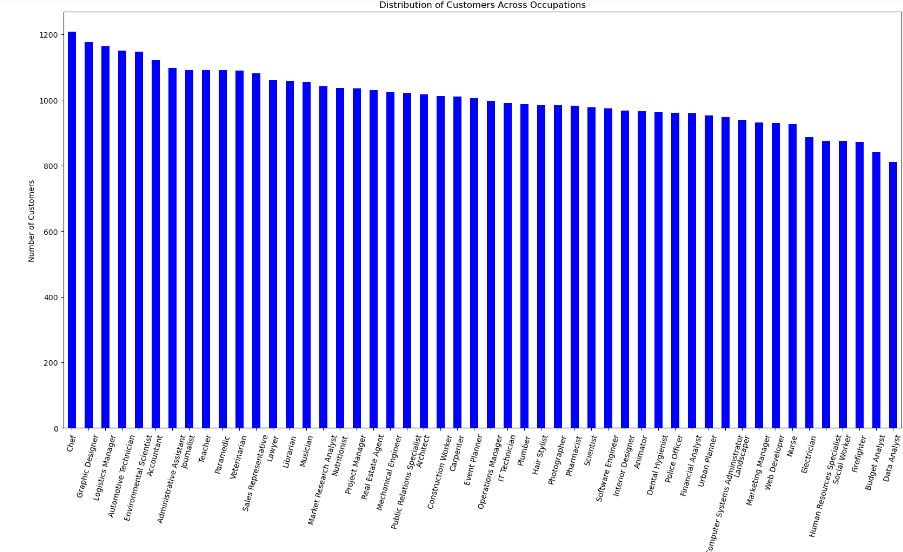 Distribution of Customers Across Occupations
1200
1000
800
600
400
200
0
Number of Customers
Chef
Graphic Designer
Logistics Manager
Automotive Technician
Environmental Scientist
Accountant
Administrative Assistant
Journalist
Teacher
Paramedic
Veterinarian
Sales Representative
Lawyer
Librarian
Musician
Market Research Analyst
Nutritionist
Project Manager
Real Estate Agent
Mechanical Engineer
Public Relations Specialist
Architect
Construction Worker
Carpenter
Event Planner
Operations Manager
IT Technician
Plumber
Hair Stylist
Photographer
Pharmacist
Scientist
Software Engineer
Interior Designer
Animator
Dental Hygienist
Police Officer
Financial Analyst
Urban Planner
omputer Systems Administrator
Landscaper
Marketing Manager
Web Developer
Nurse
Electrician
Human Resources Specialist
Social Worker
Firefighter
Budget Analyst
Data Analyst